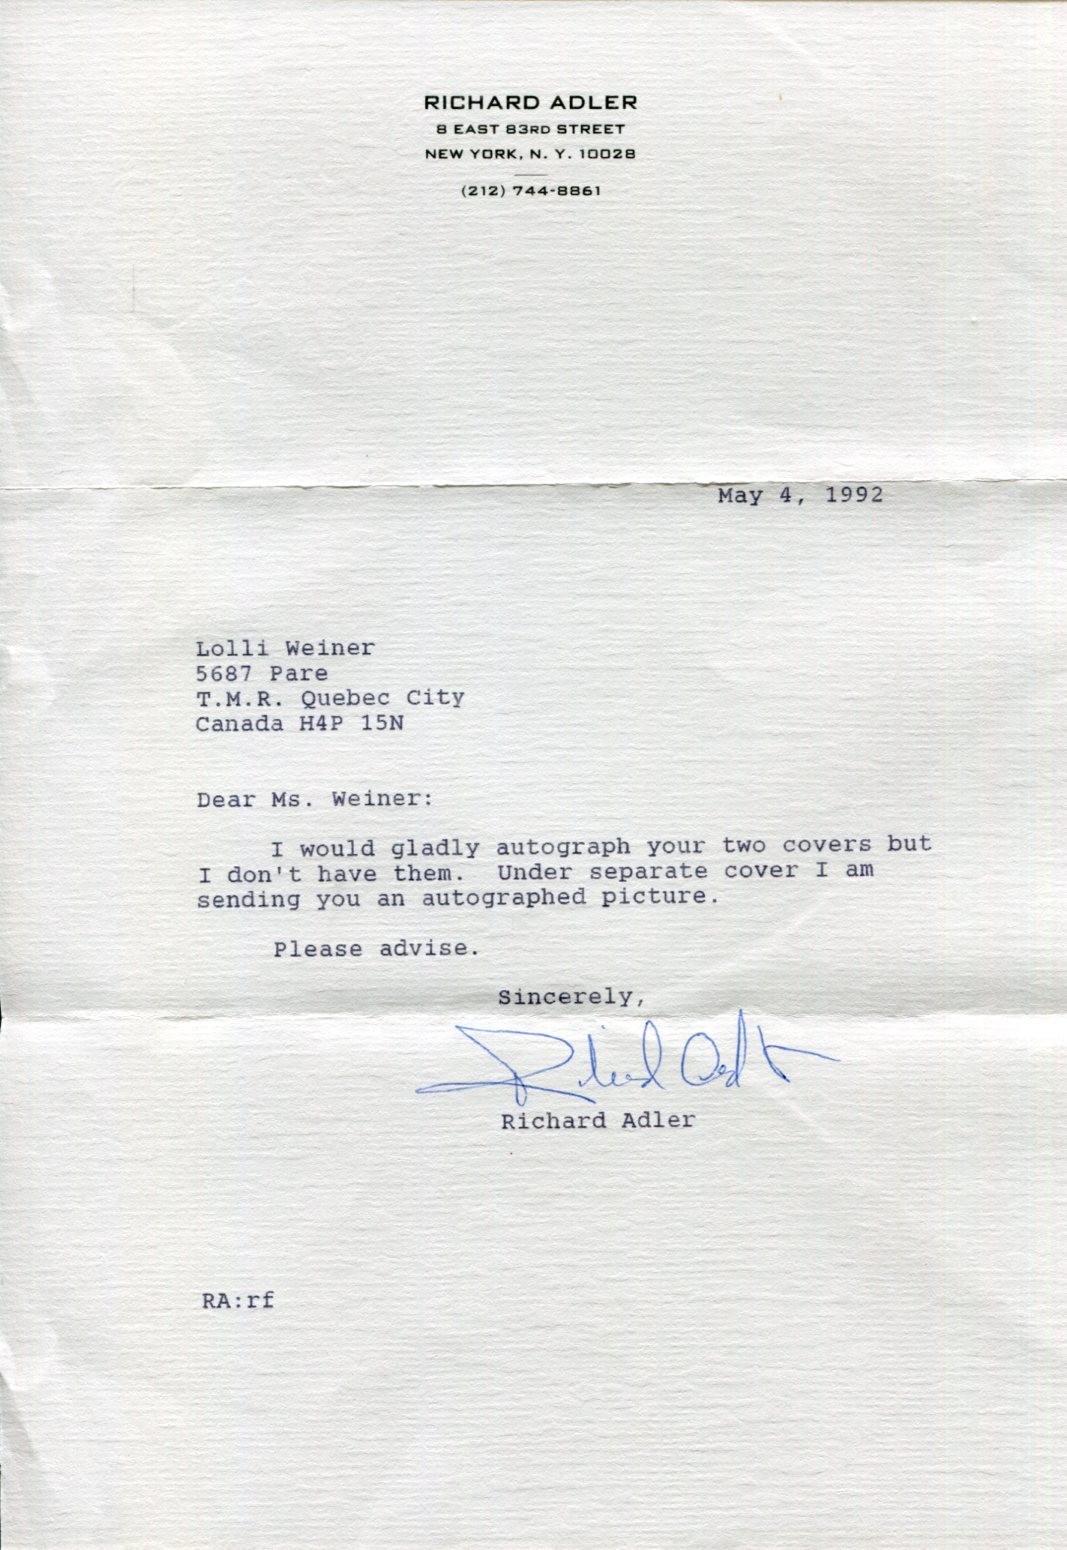 RICHARD ADLER
8 EAST 83RD STREET
NEW YORK, N. Y. 10028
(212) 744-8861
May 4, 1992
Lolli Weiner
5687 Pare
T.M.R. Quebec City
Canada H4P 15N
Dear Ms. Weiner:
I would gladly autograph your two covers but
I don't have them. Under separate cover I am
sending you an autographed picture.
Please advise.
Sincerely,
Richard Adler
Richard Adler
RA:rf